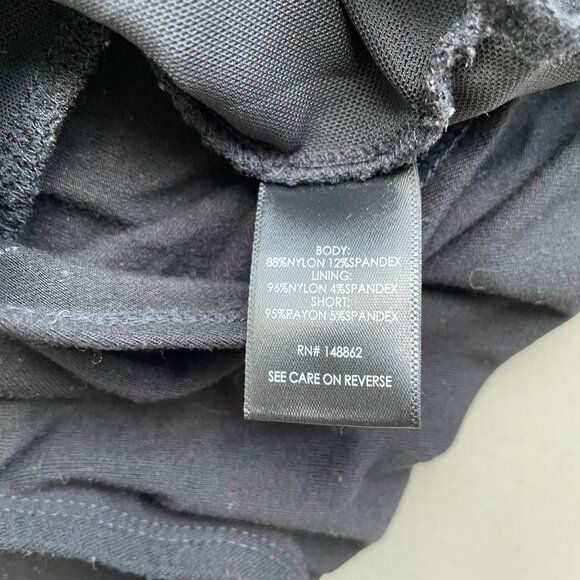 BODY:
88%NYLON 12%SPANDEX
LINING:
96%NYLON 4%SPANDEX
SHORT:
95%RAYON 5%SPANDEX
RN# 148862
SEE CARE ON REVERSE